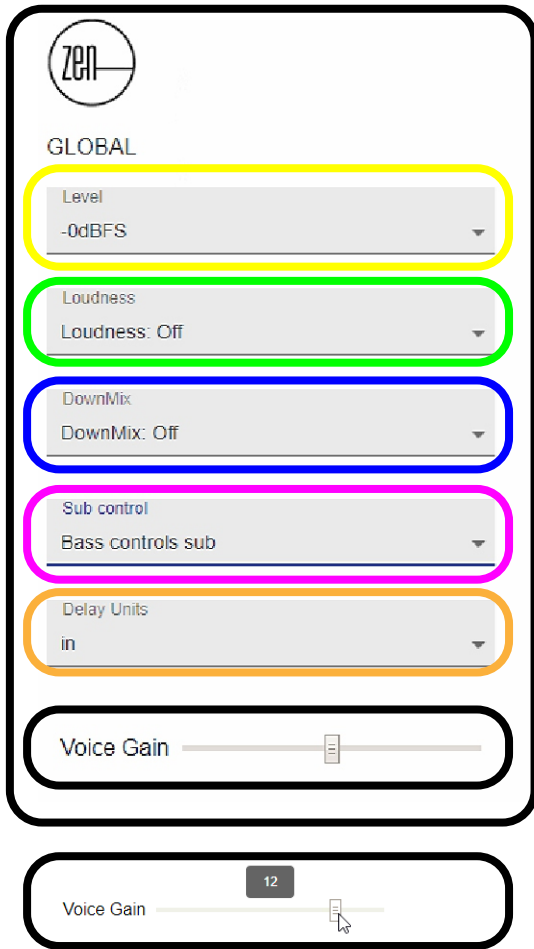 zen
GLOBAL
Level
-0dBFS
Loudness
Loudness: Off
DownMix
DownMix: Off
Sub control
Bass controls sub
Delay Units
in
Voice Gain
12
Voice Gain